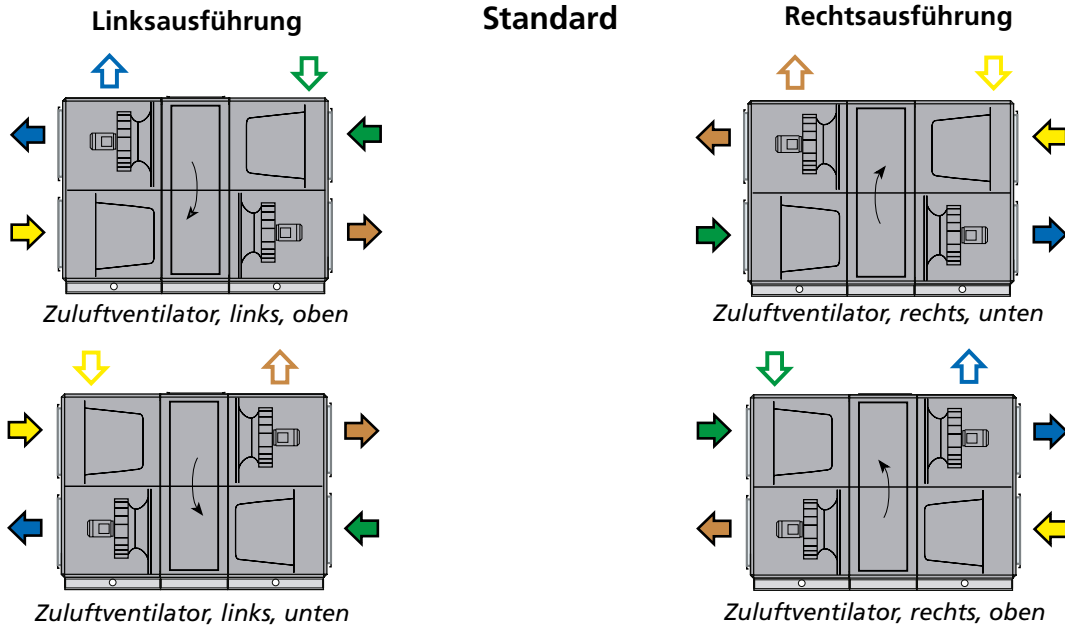 Linksausführung
Standard
Rechtsausführung
Zuluftventilator, links, oben
Zuluftventilator, rechts, unten
Zuluftventilator, links, unten
Zuluftventilator, rechts, oben